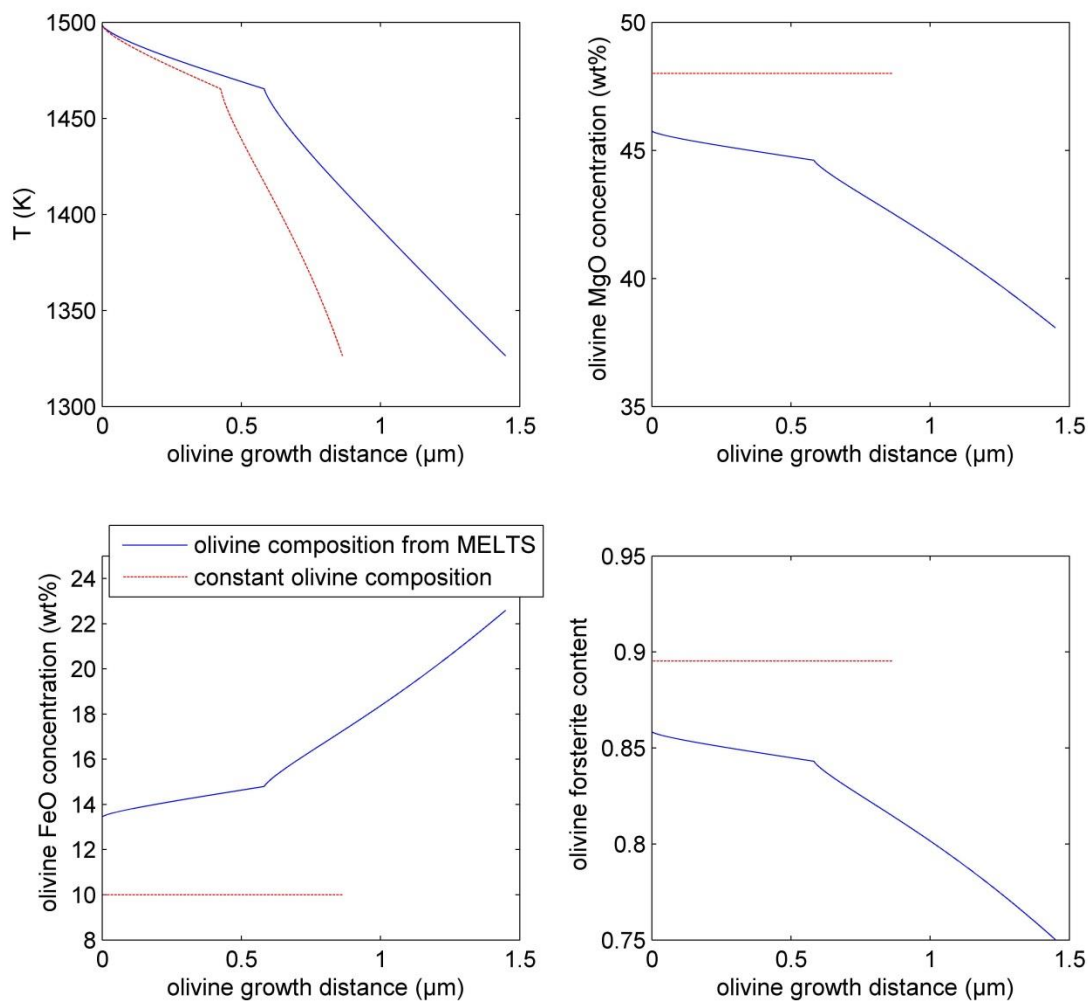 1500
1450
1400
1350
1300
T (K)
0 0.5 1 1.5
olivine growth distance (μm)
50
45
40
35
olivine MgO concentration (wt%)
0 0.5 1 1.5
olivine growth distance (μm)
olivine composition from MELTS
constant olivine composition
24
22
20
18
16
14
12
10
8
olivine FeO concentration (wt%)
0 0.5 1 1.5
olivine growth distance (μm)
0.95
0.9
0.85
0.8
0.75
olivine forsterite content
0 0.5 1 1.5
olivine growth distance (μm)